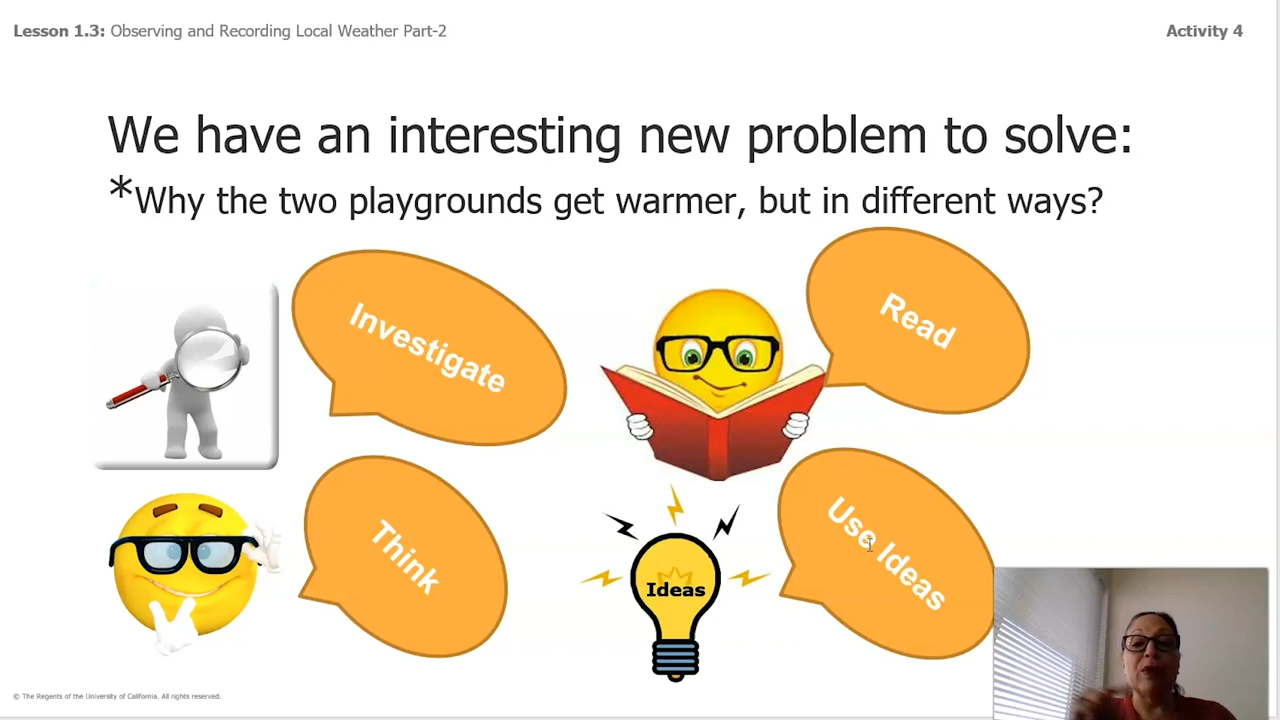 Lesson 1.3: Observing and Recording Local Weather Part-2
Activity 4
We have an interesting new problem to solve:
*Why the two playgrounds get warmer, but in different ways?
Investigate
Read
Think
Ideas
Use Ideas
© The Regents of the University of California. All rights reserved.